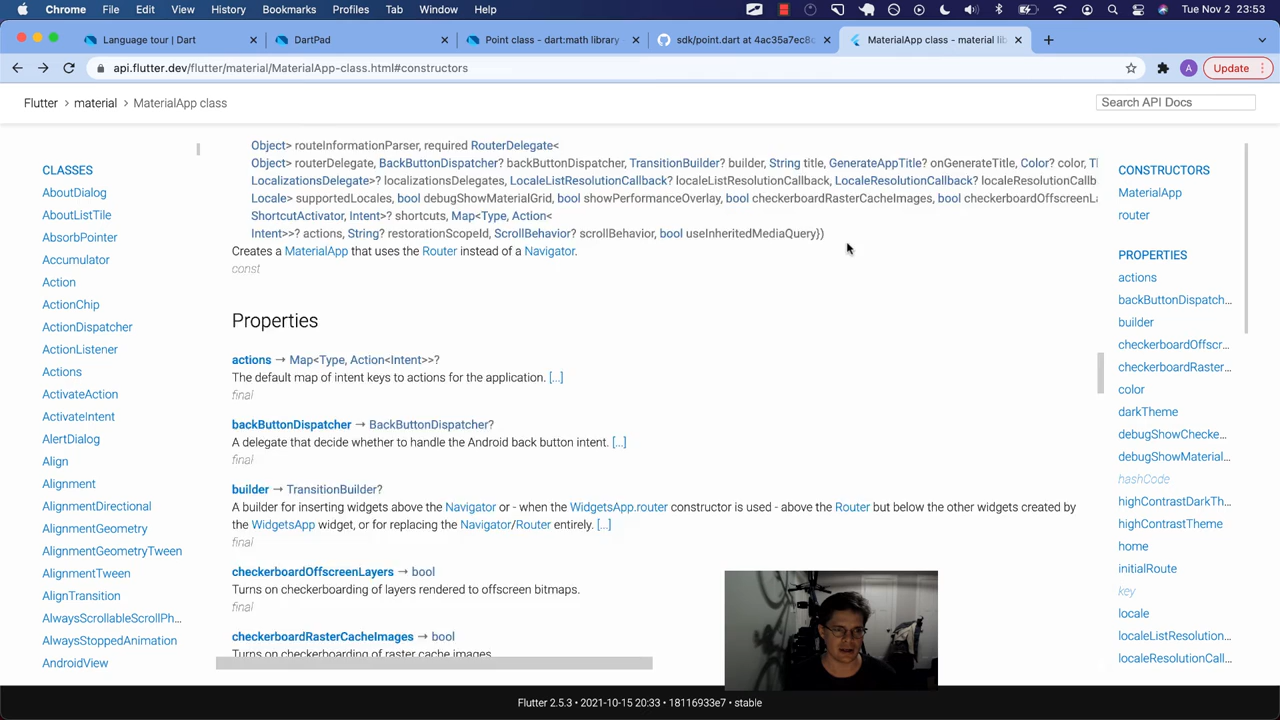 Chrome File Edit View History Bookmarks Profiles Tab Window Help Tue Nov 2 23:53
Language tour | Dart
DartPad
Point class - dart:math library
sdk/point.dart at 4ac35a7ec8c
MaterialApp class - material lib
api.flutter.dev/flutter/material/MaterialApp-class.html#constructors
A
Update
Flutter > material > MaterialApp class
Search API Docs
CLASSES
AboutDialog
AboutListTile
AbsorbPointer
Accumulator
Action
ActionChip
ActionDispatcher
ActionListener
Actions
ActivateAction
ActivateIntent
AlertDialog
Align
Alignment
AlignmentDirectional
AlignmentGeometry
AlignmentGeometryTween
AlignmentTween
AlignTransition
AlwaysScrollableScrollPh...
AlwaysStoppedAnimation
AndroidView
Object> routeInformationParser, required RouterDelegate<
Object> routerDelegate, BackButtonDispatcher? backButtonDispatcher, TransitionBuilder? builder, String title, GenerateAppTitle? onGenerateTitle, Color? color, Tl
LocalizationsDelegate>? localizationsDelegates, LocaleListResolutionCallback? localeListResolutionCallback, LocaleResolutionCallback? localeResolutionCallb
Locale> supportedLocales, bool debugShowMaterialGrid, bool showPerformanceOverlay, bool checkerboardRasterCacheImages, bool checkerboardOffscreenLa
ShortcutActivator, Intent>? shortcuts, Map<Type, Action<
Intent>>? actions, String? restorationScopeId, ScrollBehavior? scrollBehavior, bool useInheritedMediaQuery})
Creates a MaterialApp that uses the Router instead of a Navigator.
const
Properties
actions → Map<Type, Action<Intent>>?
The default map of intent keys to actions for the application. [...]
final
backButtonDispatcher → BackButtonDispatcher?
A delegate that decide whether to handle the Android back button intent. [...]
final
builder → TransitionBuilder?
A builder for inserting widgets above the Navigator or - when the WidgetsApp.router constructor is used - above the Router but below the other widgets created by
the WidgetsApp widget, or for replacing the Navigator/Router entirely. [...]
final
checkerboardOffscreenLayers → bool
Turns on checkerboarding of layers rendered to offscreen bitmaps.
final
checkerboardRasterCacheImages → bool
Turns on checkerboarding of raster cache images.
CONSTRUCTORS
MaterialApp
router
PROPERTIES
actions
backButtonDispatch...
builder
checkerboardOffscr...
checkerboardRaster...
color
darkTheme
debugShowChecke...
debugShowMaterial...
hashCode
highContrastDarkTh...
highContrastTheme
home
initialRoute
key
locale
localeListResolution...
localeResolutionCall...
Flutter 2.5.3 • 2021-10-15 20:33 • 18116933e7 • stable